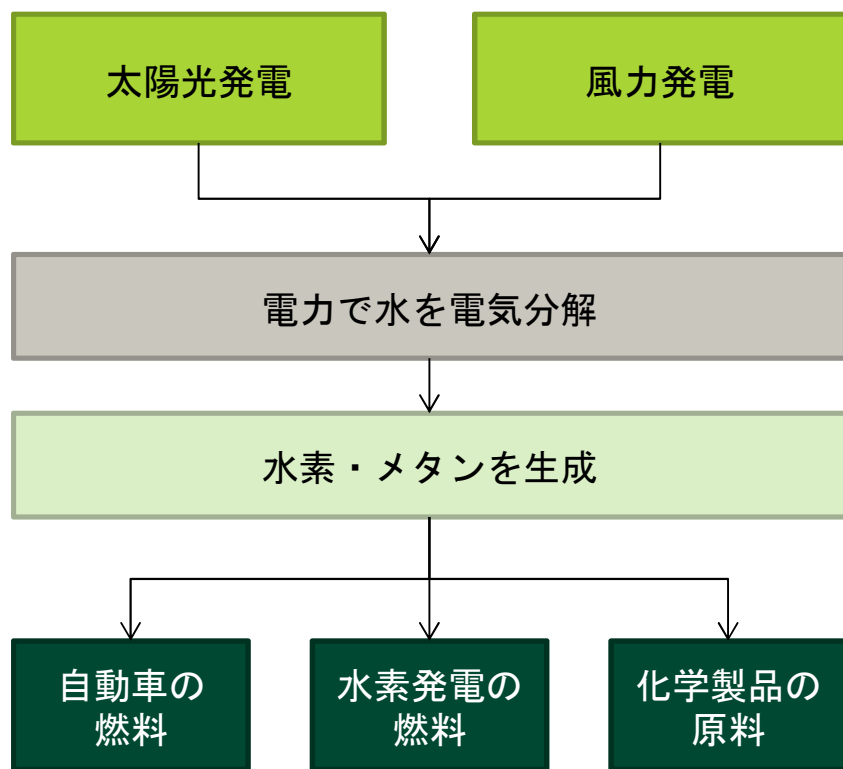 太陽光発電
風力発電
電力で水を電気分解
水素・メタンを生成
自動車の
燃料
水素発電の
燃料
化学製品の
原料